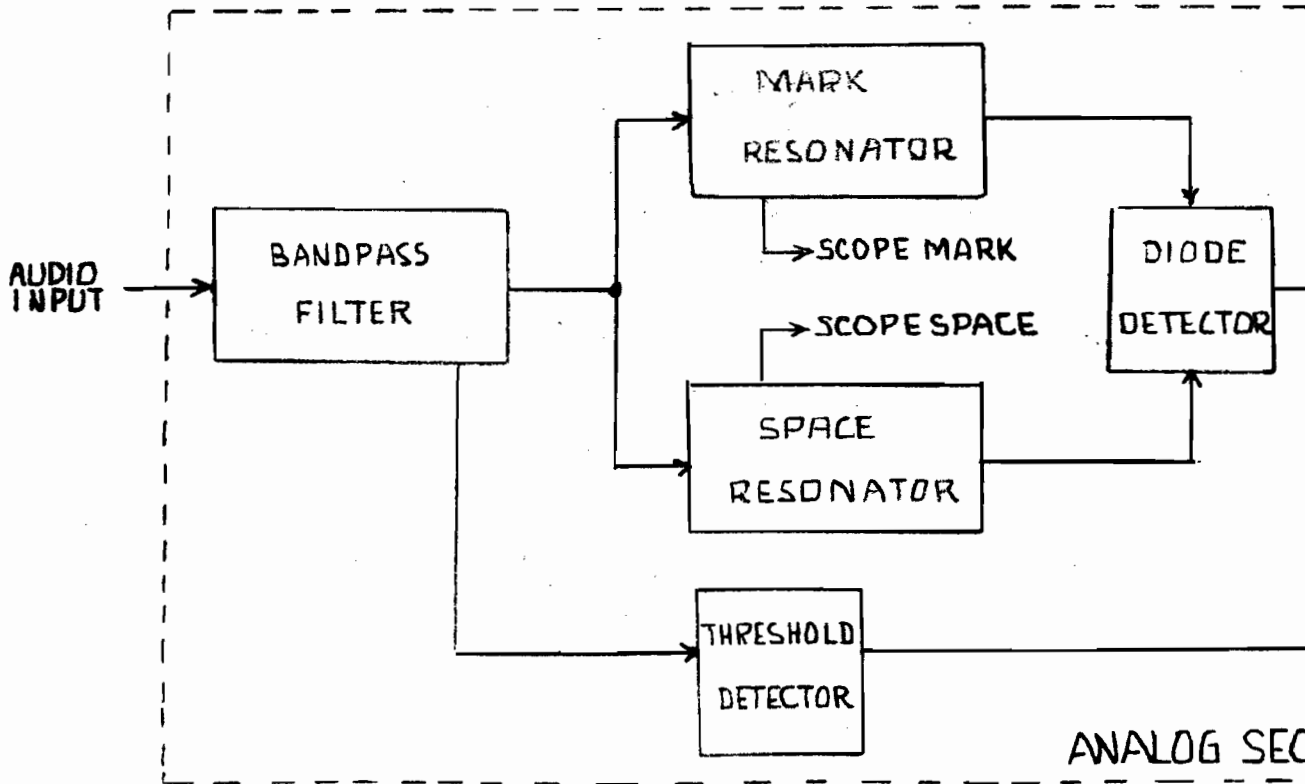 MARK
RESONATOR
BANDPASS
FILTER
AUDIO
INPUT
SCOPE MARK
SCOPE SPACE
DIODE
DETECTOR
SPACE
RESONATOR
THRESHOLD
DETECTOR
ANALOG SEC